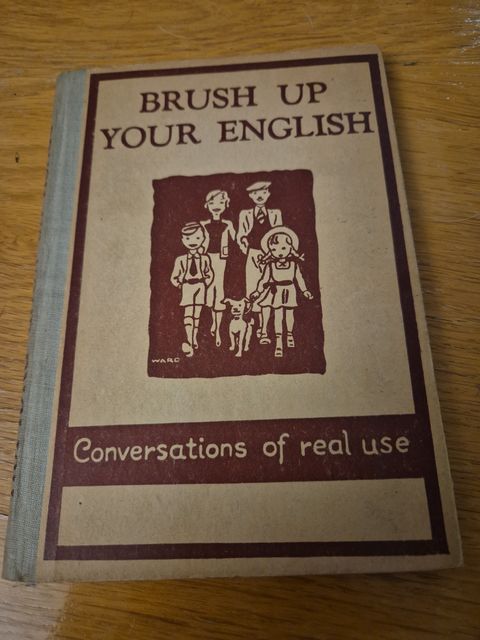 BRUSH UP
YOUR ENGLISH
WARD
Conversations of real use